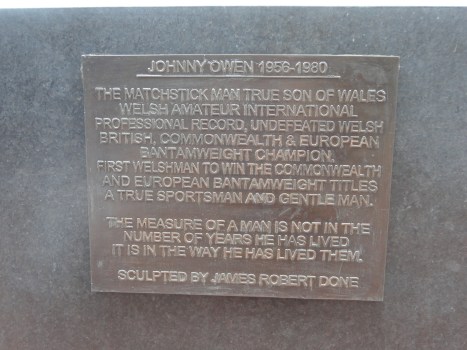 JOHNNY OWEN 1956-1980
THE MATCHSTICK MAN TRUE SON OF WALES
WELSH AMATEUR INTERNATIONAL
PROFESSIONAL RECORD, UNDEFEATED WELSH
BRITISH, COMMONWEALTH & EUROPEAN
BANTAMWEIGHT CHAMPION.
FIRST WELSHMAN TO WIN THE COMMONWEALTH
AND EUROPEAN BANTAMWEIGHT TITLES
A TRUE SPORTSMAN AND GENTLE MAN.
THE MEASURE OF A MAN IS NOT IN THE
NUMBER OF YEARS HE HAS LIVED
IT IS IN THE WAY HE HAS LIVED THEM.
SCULPTED BY JAMES ROBERT DONE